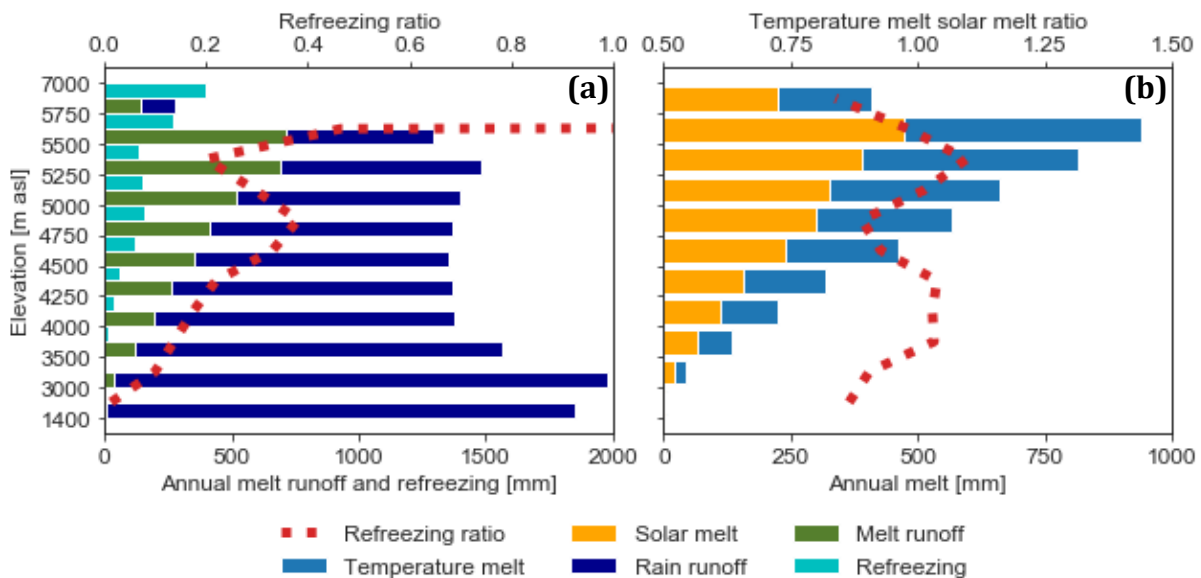 Refreezing ratio
0.0 0.2 0.4 0.6 0.8 1.0
Temperature melt solar melt ratio
0.50 0.75 1.00 1.25 1.50
(a)
(b)
Elevation [m asl]
7000
5750
5500
5250
5000
4750
4500
4250
4000
3500
3000
1400
0 500 1000 1500 2000
Annual melt runoff and refreezing [mm]
0 250 500 750 1000
Annual melt [mm]
Refreezing ratio Solar melt Melt runoff
Temperature melt Rain runoff Refreezing